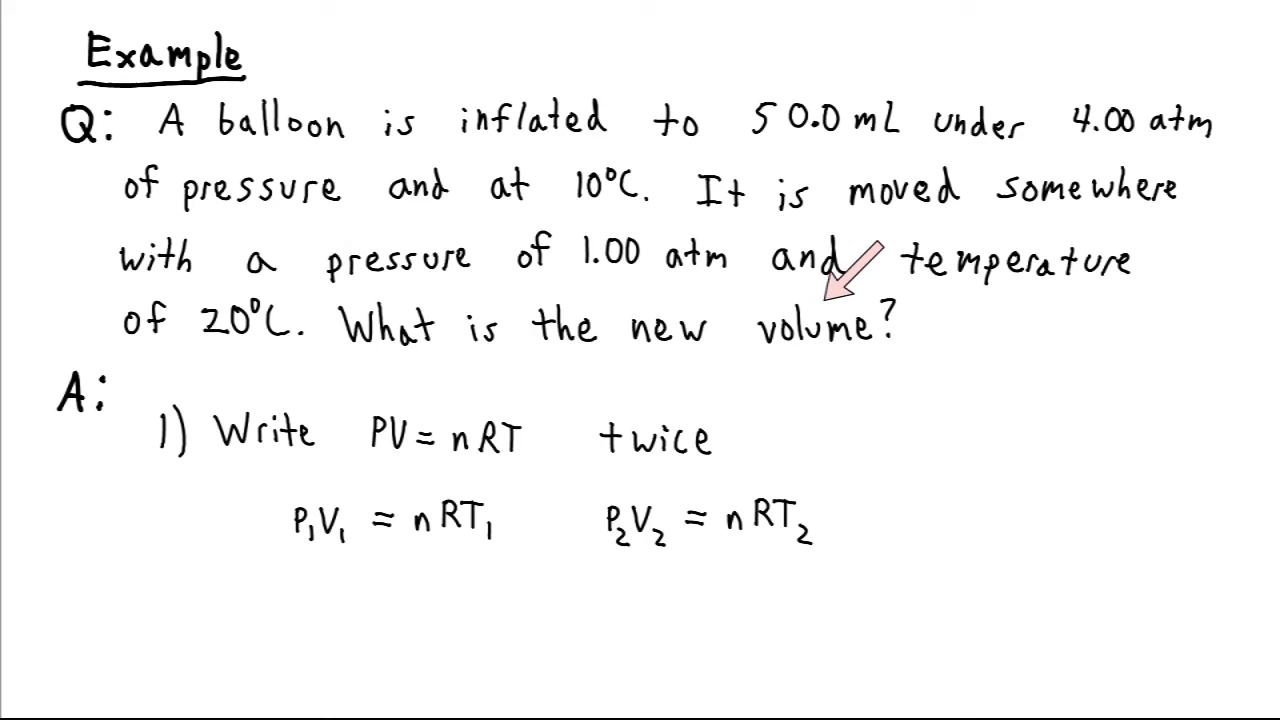 Example
Q: A balloon is inflated to 50.0 mL under 4.00 atm
of pressure and at 10°C. It is moved somewhere
with a pressure of 1.00 atm and temperature
of 20°C. What is the new volume?
A:
1) Write PV = nRT twice
P₁V₁ = nRT₁ P₂V₂ = nRT₂